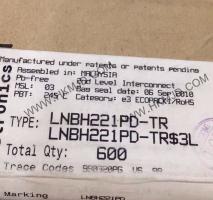 Manufactured under patents or patents pending
Assembled in: MALAYSIA
Pb-free 2nd Level Interconnect
MSL: 03 Bag seal date: 06 Sep 2010
PBT: 245 C Category: e3 ECOPACK/RoHS
TYPE: LNBH221PD-TR
LNBH221PD-TR$3L
Total Qty: 600
Trace Codes
Marking LNBH221PD
tronics